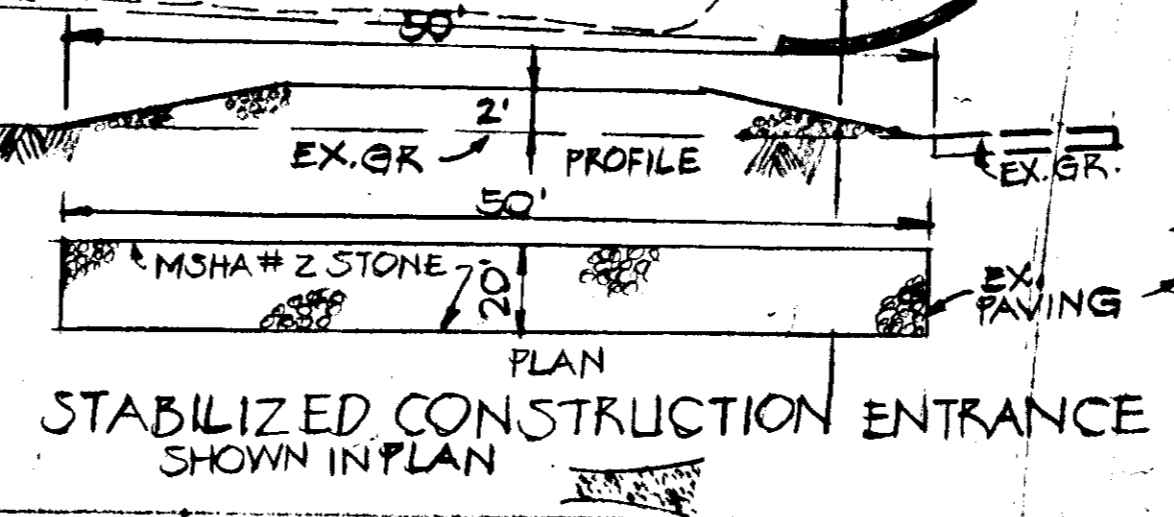 50'
2'
EX. GR
PROFILE
EX. GR.
50'
MSHA # 2 STONE
20'
EX.
PAVING
PLAN
STABILIZED CONSTRUCTION ENTRANCE
SHOWN IN PLAN